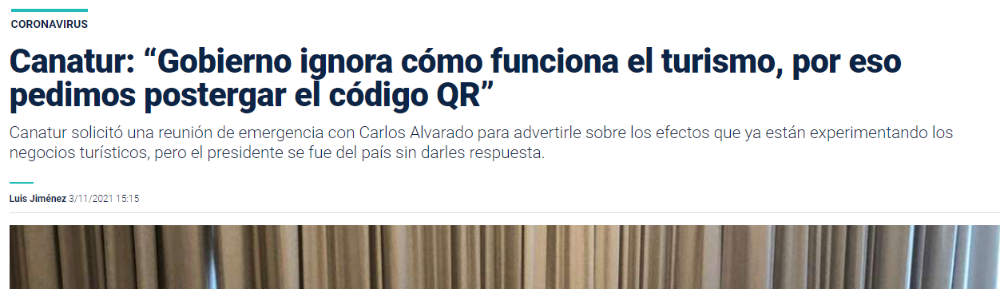 CORONAVIRUS
Canatur: “Gobierno ignora cómo funciona el turismo, por eso
pedimos postergar el código QR”
Canatur solicitó una reunión de emergencia con Carlos Alvarado para advertirle sobre los efectos que ya están experimentando los
negocios turísticos, pero el presidente se fue del país sin darles respuesta.
Luis Jiménez 3/11/2021 15:15